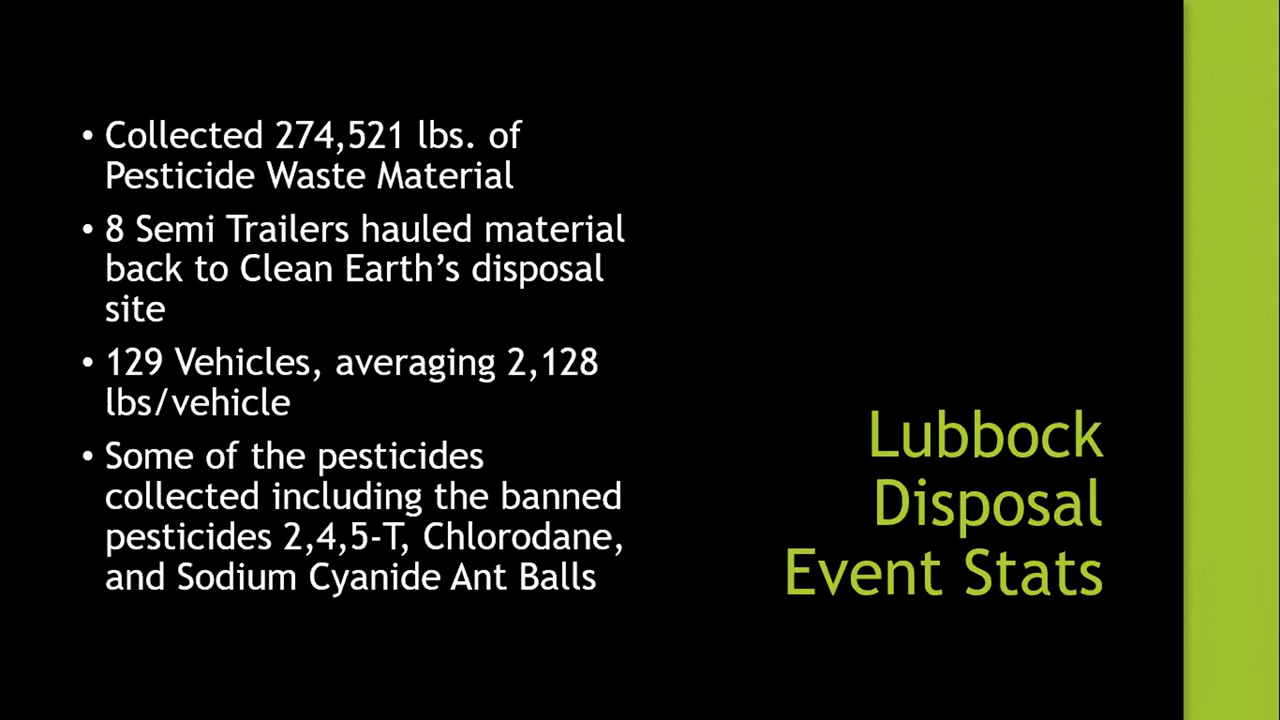 • Collected 274,521 lbs. of
Pesticide Waste Material
• 8 Semi Trailers hauled material
back to Clean Earth’s disposal
site
• 129 Vehicles, averaging 2,128
lbs/vehicle
• Some of the pesticides
collected including the banned
pesticides 2,4,5-T, Chlorodane,
and Sodium Cyanide Ant Balls
Lubbock
Disposal
Event Stats